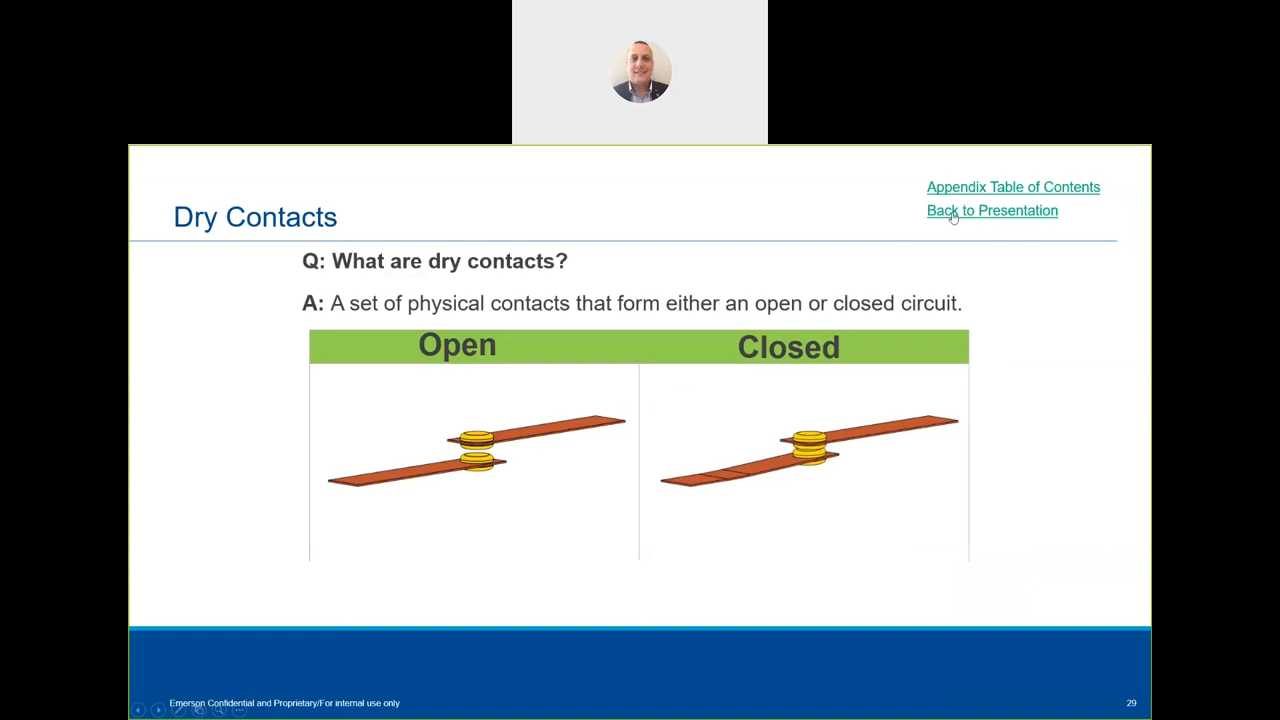 Appendix Table of Contents
Back to Presentation
Dry Contacts
Q: What are dry contacts?
A: A set of physical contacts that form either an open or closed circuit.
Open Closed
Emerson Confidential and Proprietary/For internal use only
29